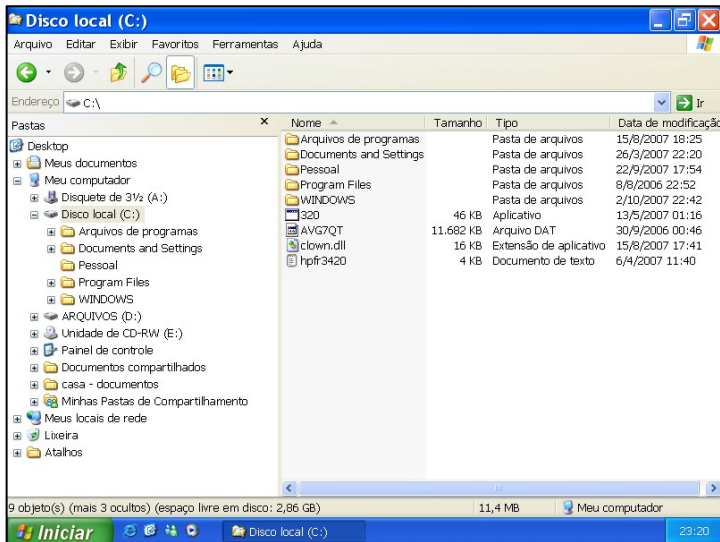 Disco local (C:)
Arquivo Editar Exibir Favoritos Ferramentas Ajuda
Endereço C:\ Ir
Pastas x
Desktop
Meus documentos
Meu computador
Disquete de 3½ (A:)
Disco local (C:)
Arquivos de programas
Documents and Settings
Pessoal
Program Files
WINDOWS
ARQUIVOS (D:)
Unidade de CD-RW (E:)
Painel de controle
Documentos compartilhados
casa - documentos
Minhas Pastas de Compartilhamento
Meus locais de rede
Lixeira
Atalhos
Nome Tamanho Tipo Data de modificação
Arquivos de programas Pasta de arquivos 15/8/2007 18:25
Documents and Settings Pasta de arquivos 26/3/2007 22:20
Pessoal Pasta de arquivos 22/9/2007 17:54
Program Files Pasta de arquivos 8/8/2006 22:52
WINDOWS Pasta de arquivos 2/10/2007 22:42
320 46 KB Aplicativo 13/5/2007 01:16
AVG7QT 11.682 KB Arquivo DAT 30/9/2006 00:46
clown.dll 16 KB Extensão de aplicativo 15/8/2007 17:41
hpfr3420 4 KB Documento de texto 6/4/2007 11:40
9 objeto(s) (mais 3 ocultos) (espaço livre em disco: 2,86 GB) 11,4 MB Meu computador
Iniciar Disco local (C:) 23:20